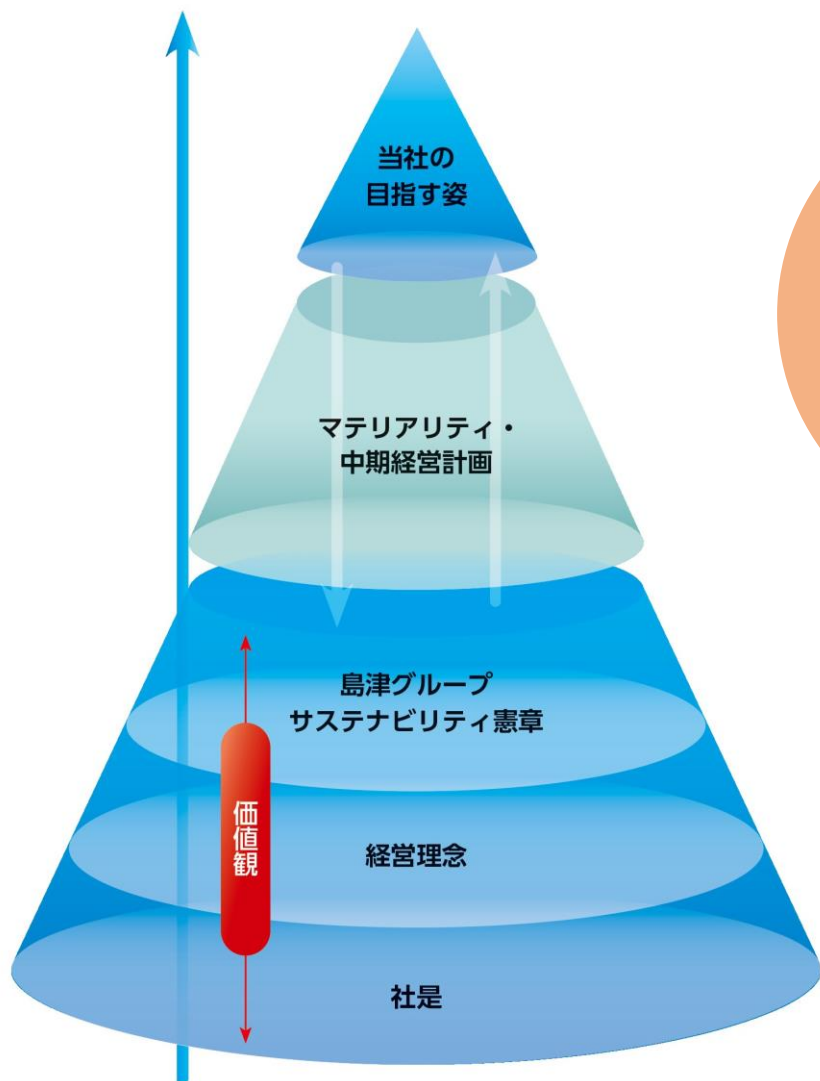 当社の
目指す姿
マテリアリティ・
中期経営計画
島津グループ
サステナビリティ憲章
価値観
経営理念
社是